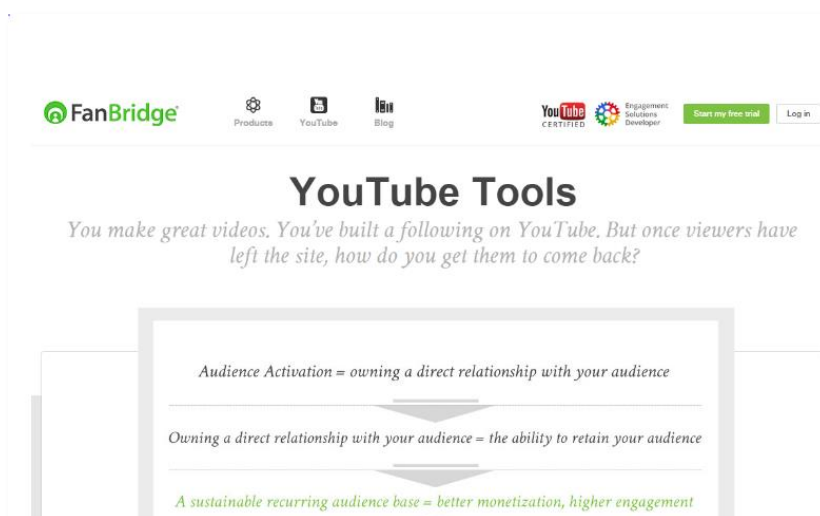 FanBridge
Products
YouTube
Blog
YouTube
CERTIFIED
Engagement
Solutions
Developer
Start my free trial
Log in
YouTube Tools
You make great videos. You've built a following on YouTube. But once viewers have
left the site, how do you get them to come back?
Audience Activation = owning a direct relationship with your audience
Owning a direct relationship with your audience = the ability to retain your audience
A sustainable recurring audience base = better monetization, higher engagement